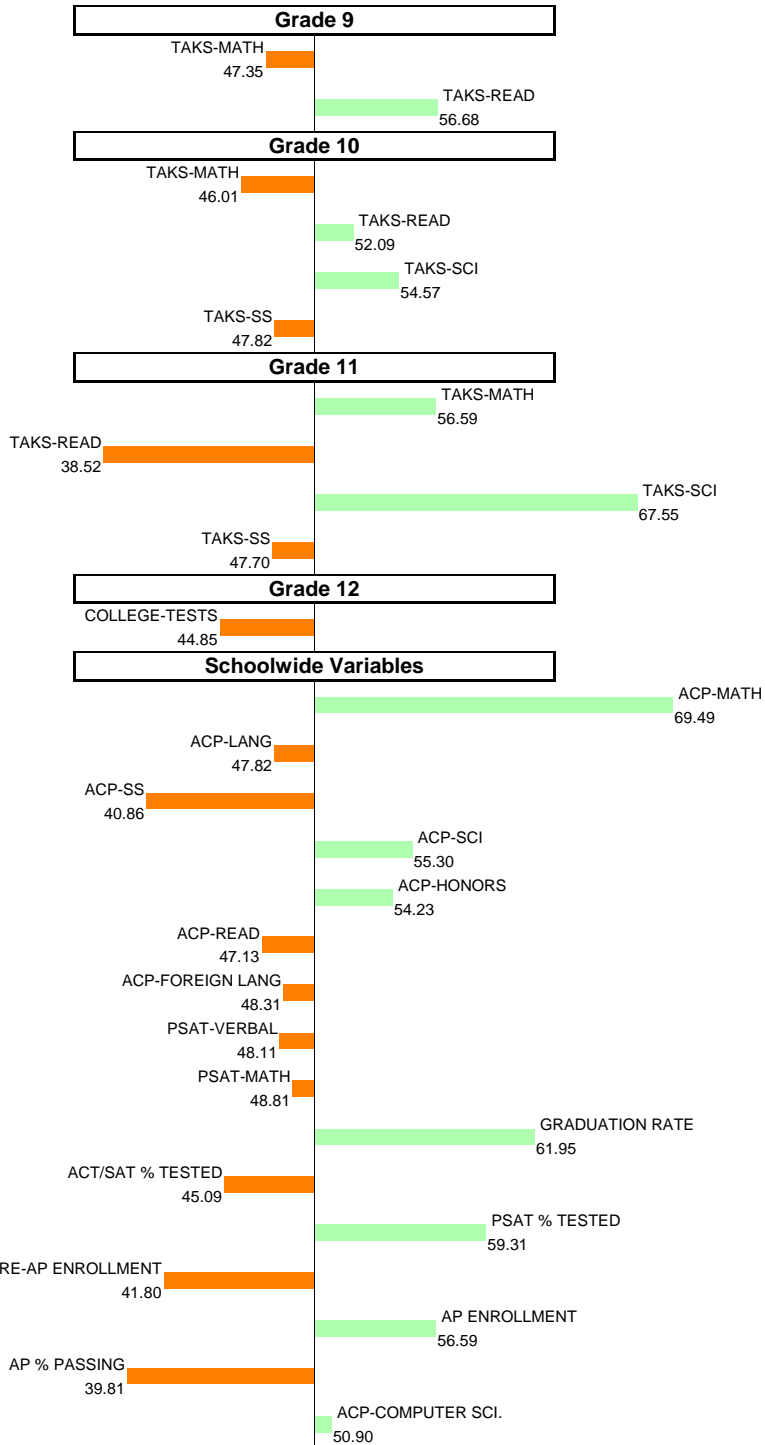 Grade 9
TAKS-MATH
47.35
TAKS-READ
56.68
Grade 10
TAKS-MATH
46.01
TAKS-READ
52.09
TAKS-SCI
54.57
TAKS-SS
47.82
Grade 11
TAKS-MATH
56.59
TAKS-READ
38.52
TAKS-SCI
67.55
TAKS-SS
47.70
Grade 12
COLLEGE-TESTS
44.85
Schoolwide Variables
ACP-MATH
69.49
ACP-LANG
47.82
ACP-SS
40.86
ACP-SCI
55.30
ACP-HONORS
54.23
ACP-READ
47.13
ACP-FOREIGN LANG
48.31
PSAT-VERBAL
48.11
PSAT-MATH
48.81
GRADUATION RATE
61.95
ACT/SAT % TESTED
45.09
PSAT % TESTED
59.31
RE-AP ENROLLMENT
41.80
AP ENROLLMENT
56.59
AP % PASSING
39.81
ACP-COMPUTER SCI.
50.90